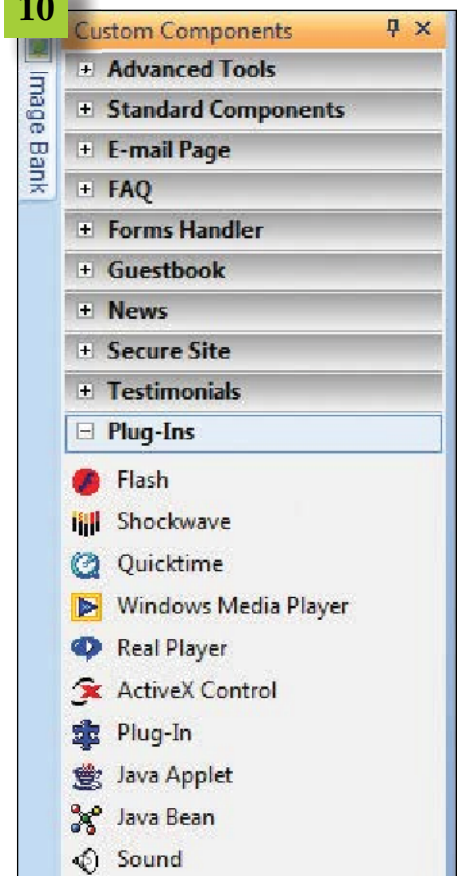 10
Custom Components
Image Bank
Advanced Tools
Standard Components
E-mail Page
FAQ
Forms Handler
Guestbook
News
Secure Site
Testimonials
Plug-Ins
Flash
Shockwave
Quicktime
Windows Media Player
Real Player
ActiveX Control
Plug-In
Java Applet
Java Bean
Sound